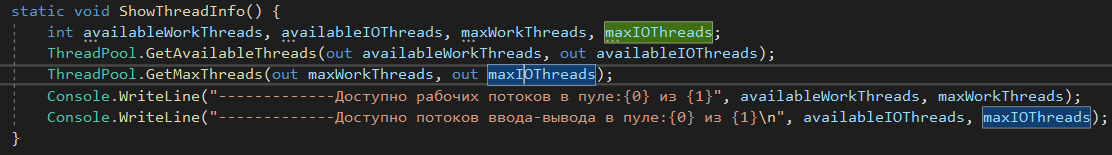 static void ShowThreadInfo() {
int availableWorkThreads, availableIOThreads, maxWorkThreads, maxIOThreads;
ThreadPool.GetAvailableThreads(out availableWorkThreads, out availableIOThreads);
ThreadPool.GetMaxThreads(out maxWorkThreads, out maxIOThreads);
Console.WriteLine("-------------Доступно рабочих потоков в пуле:{0} из {1}", availableWorkThreads, maxWorkThreads);
Console.WriteLine("-------------Доступно потоков ввода-вывода в пуле:{0} из {1}\n", availableIOThreads, maxIOThreads);
}